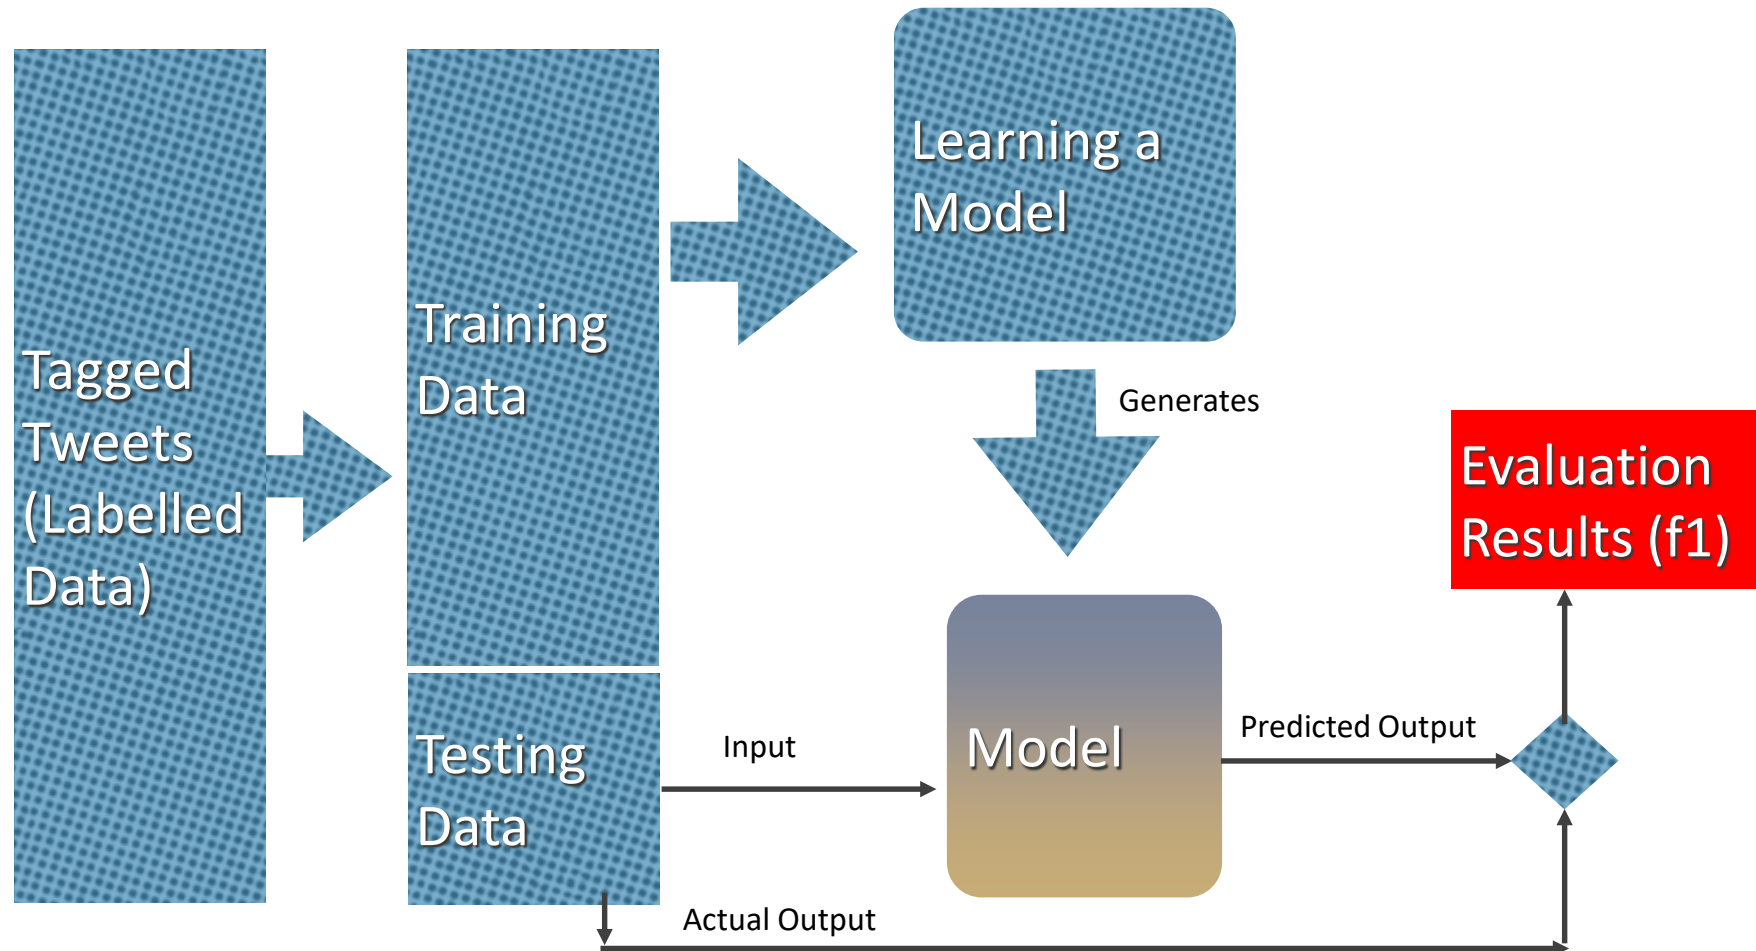 Tagged
Tweets
(Labelled
Data)
Training
Data
Testing
Data
Learning a
Model
Generates
Input
Model
Predicted Output
Actual Output
Evaluation
Results (f1)